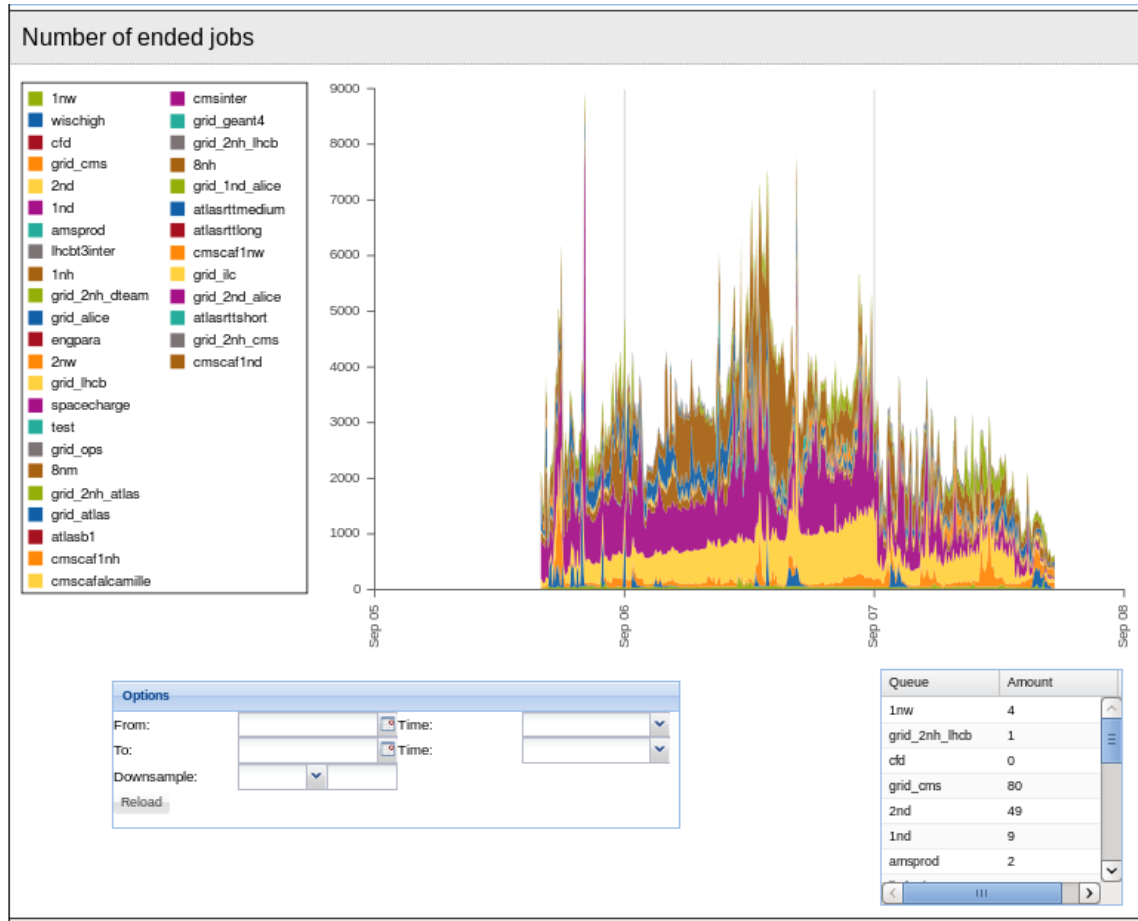 Number of ended jobs
1nw
wischigh
cfd
grid_cms
2nd
1nd
amsprod
lhcbt3inter
1nh
grid_2nh_dteam
grid_alice
engpara
2nw
grid_lhcb
spacecharge
test
grid_ops
8nm
grid_2nh_atlas
grid_atlas
atlasb1
cmscaf1nh
cmscafalcamille
cmsinter
grid_geant4
grid_2nh_lhcb
8nh
grid_1nd_alice
atlasrttmedium
atlasrttlong
cmscaf1nw
grid_ilc
grid_2nd_alice
atlasrttshort
grid_2nh_cms
cmscaf1nd
9000
8000
7000
6000
5000
4000
3000
2000
1000
0
Sep 05
Sep 06
Sep 07
Sep 08
Options
From:
Time:
To:
Time:
Downsample:
Reload
Queue Amount
1nw 4
grid_2nh_lhcb 1
cfd 0
grid_cms 80
2nd 49
1nd 9
amsprod 2